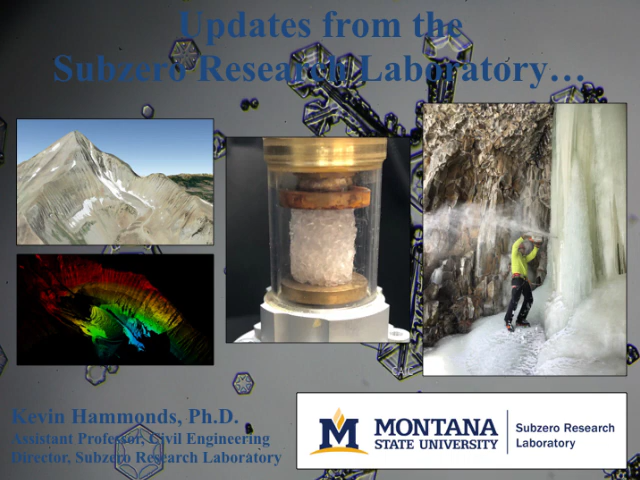 Updates from the
Subzero Research Laboratory…
Kevin Hammonds, Ph.D.
Assistant Professor, Civil Engineering
Director, Subzero Research Laboratory
M
MONTANA
STATE UNIVERSITY
Subzero Research
Laboratory
CAIC